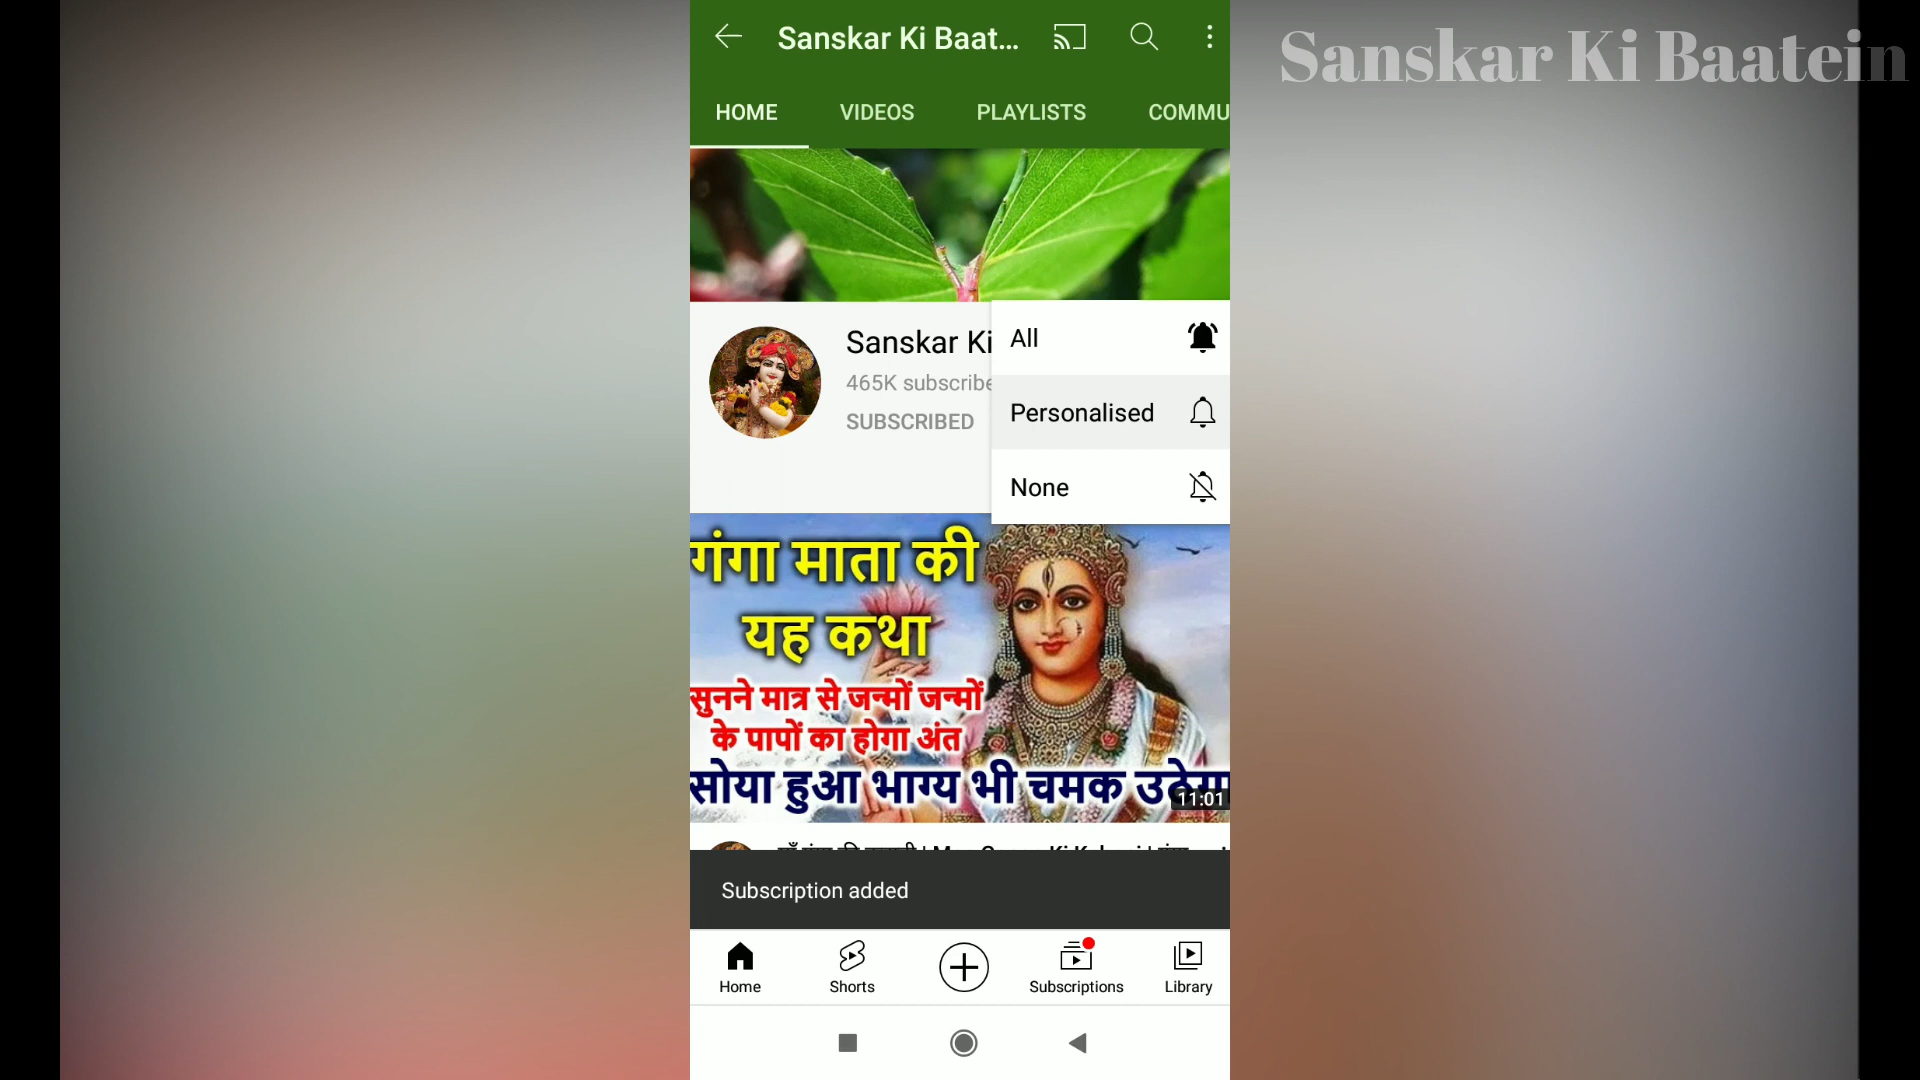 Sanskar Ki Baatein
Sanskar Ki Baat...
HOME VIDEOS PLAYLISTS COMMU
Sanskar Ki
465K subscribe
SUBSCRIBED
All
Personalised
None
गंगा माता की
यह कथा
सुनने मात्र से जन्मों जन्मों
के पापों का होगा अंत
सोया हुआ भाग्य भी चमक उठेगा
11:01
Subscription added
Home Shorts Subscriptions Library